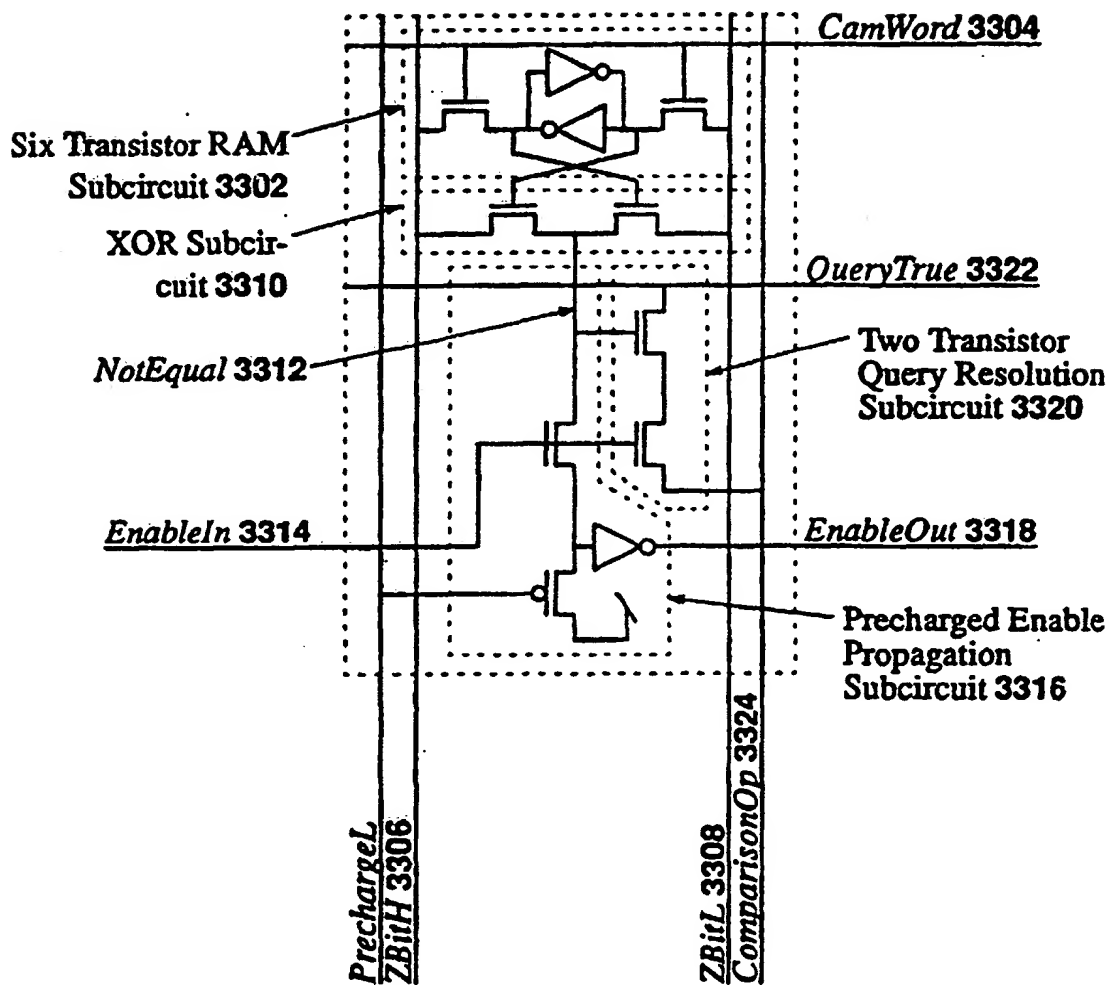 CamWord 3304
Six Transistor RAM
Subcircuit 3302
XOR Subcir-
cuit 3310
QueryTrue 3322
NotEqual 3312
Two Transistor
Query Resolution
Subcircuit 3320
EnableIn 3314
EnableOut 3318
Precharged Enable
Propagation
Subcircuit 3316
PrechargeL
ZBitH 3306
ZBitL 3308
ComparisonOp 3324